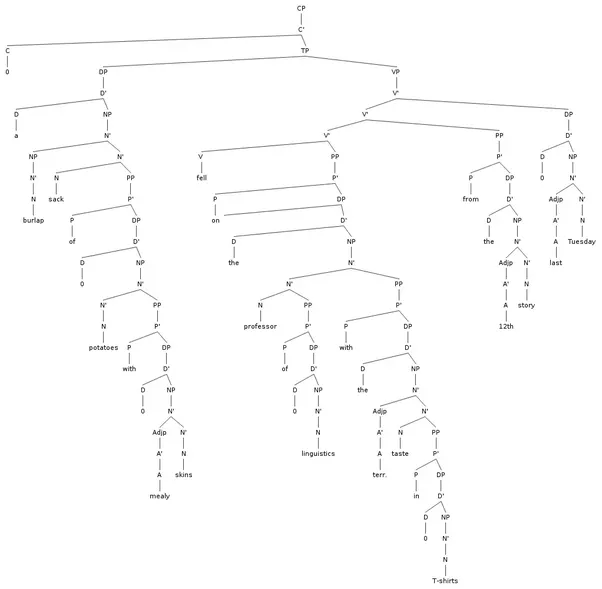 CP
C'
C TP
0 DP VP
D' V'
D NP V' DP
a N' V' PP D'
NP N' V PP P' D NP
N' N PP fell P' P DP 0 N'
N sack P' P DP from D' Adjp N'
burlap P DP on D' D NP A' N
of D' D NP the N' A Tuesday
D NP the N' Adjp N' last
0 N' N' PP A' N
N' PP N PP P' A story
N P' professor P' P DP 12th
potatoes P DP P DP with D'
with D' of D' D NP
D NP D NP the N'
0 N' 0 N' Adjp N'
Adjp N' N A' N PP
A' N linguistics A taste P'
A skins terr. P DP
mealy in D'
D NP
0 N'
N
T-shirts